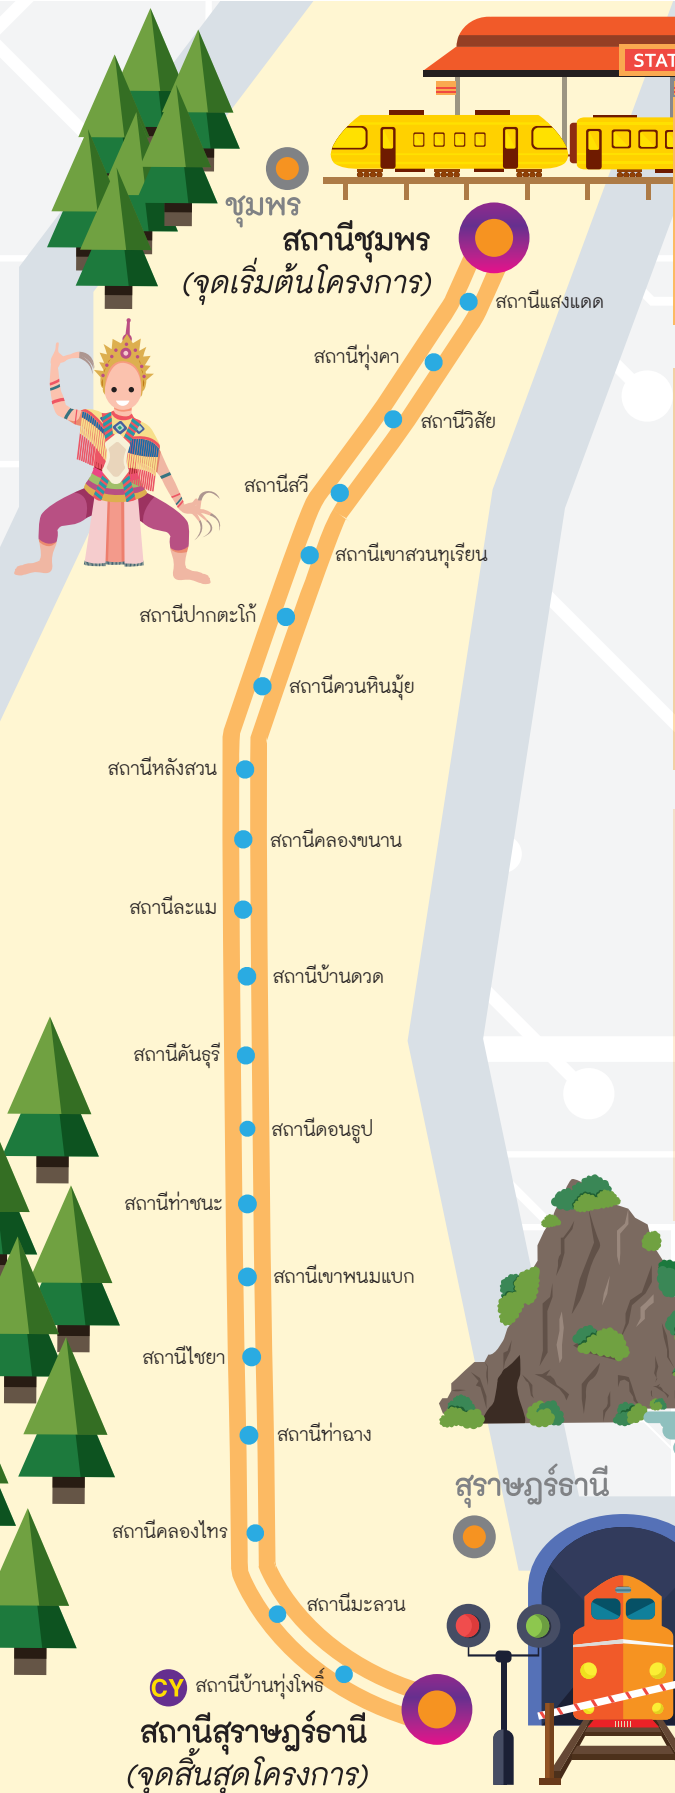 STAT
ชุมพร
สถานีชุมพร
(จุดเริ่มต้นโครงการ)
สถานีแสงแดด
สถานีทุ่งคา
สถานีวิสัย
สถานีสวี
สถานีเขาสวนทุเรียน
สถานีปากตะโก้
สถานีควนหินมุ้ย
สถานีหลังสวน
สถานีคลองขนาน
สถานีละแม
สถานีบ้านดวด
สถานีคันธุรี
สถานีดอนธูป
สถานีท่าชนะ
สถานีเขาพนมแบก
สถานีไชยา
สถานีท่าฉาง
สุราษฎร์ธานี
สถานีคลองไทร
สถานีมะลวน
CY สถานีบ้านทุ่งโพธิ์
สถานีสุราษฎร์ธานี
(จุดสิ้นสุดโครงการ)